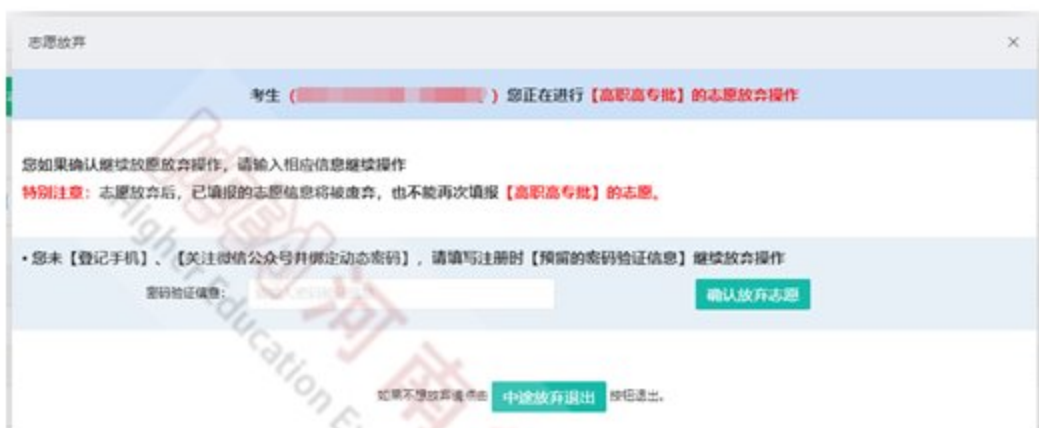 志愿放弃 ×
考生 ( ) 您正在进行【高职高专批】的志愿放弃操作
您如果确认继续放愿放弃操作，请输入相应信息继续操作
特别注意：志愿放弃后，已填报的志愿信息将被废弃，也不能再次填报【高职高专批】的志愿。
• 您未【登记手机】、【关注微信公众号并绑定动态密码】，请填写注册时【预留的密码验证信息】继续放弃操作
密码验证信息： 确认放弃志愿
如果不想放弃请点击 中途放弃退出 按钮退出。
河南
Higher Education